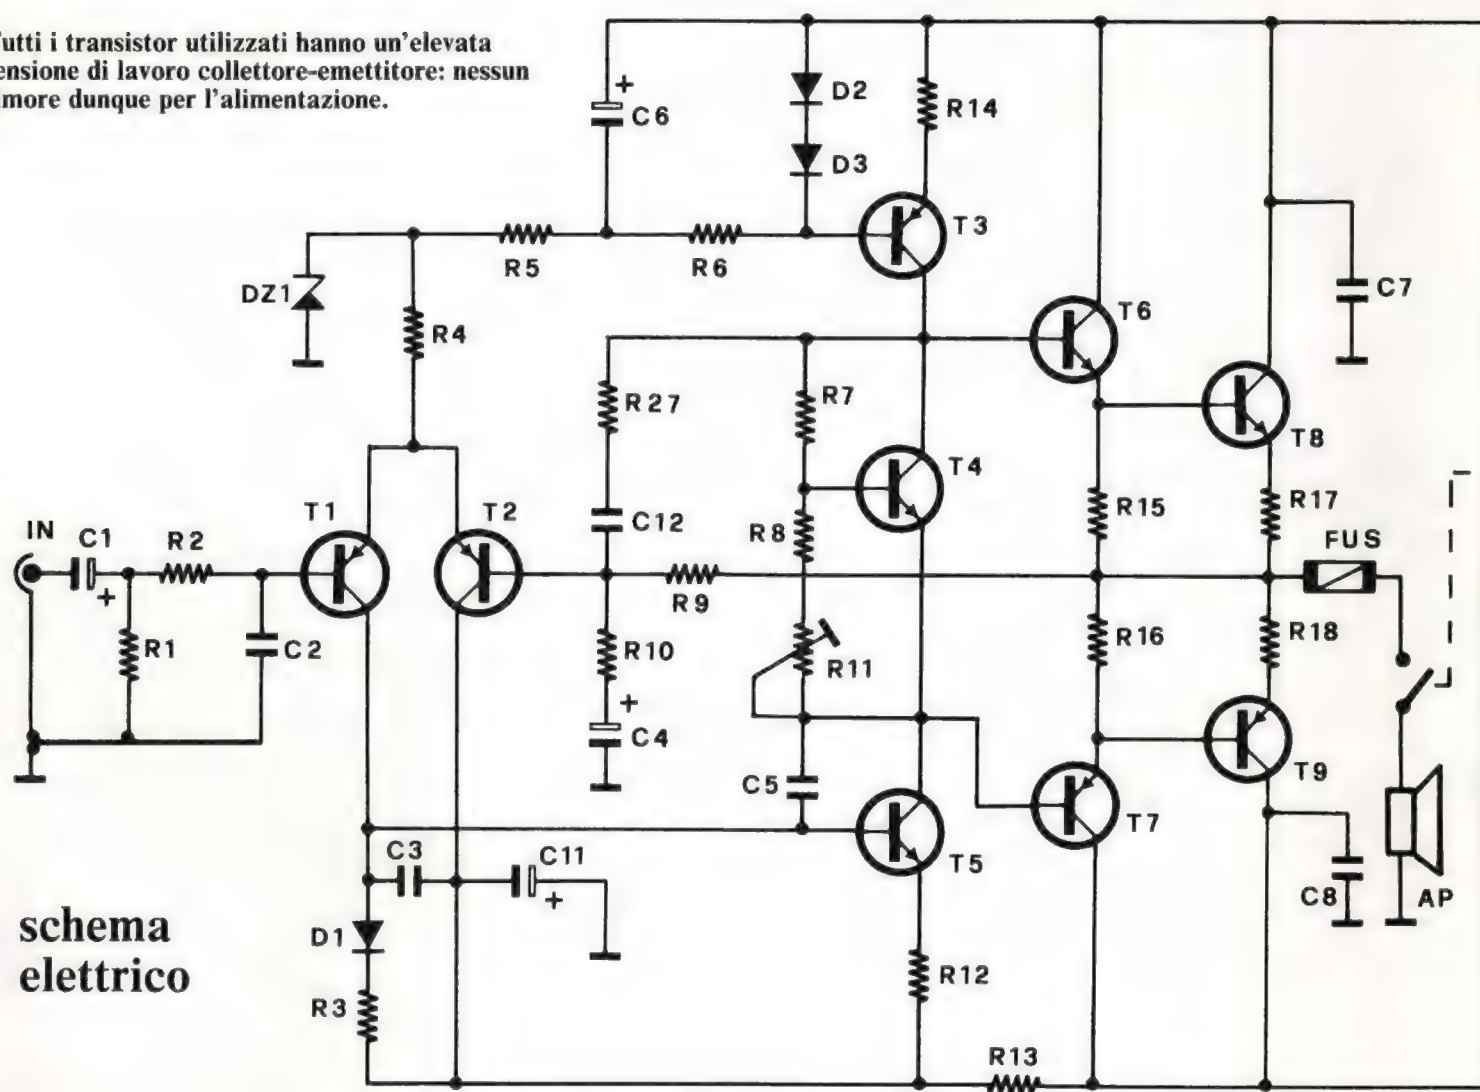 Tutti i transistor utilizzati hanno un'elevata
ensione di lavoro collettore-emettitore: nessun
imore dunque per l'alimentazione.
D2
+
C6
R14
D3
T3
R5
R6
DZ1
R4
C7
T6
R27
R7
T8
T4
IN
C1
R2
T1
T2
C12
R8
R15
R17
FUS
+
R9
R1
C2
R10
R11
R16
R18
+
C4
C5
T7
T9
C3
C11
T5
+
C8
AP
schema
elettrico
D1
R12
R3
R13